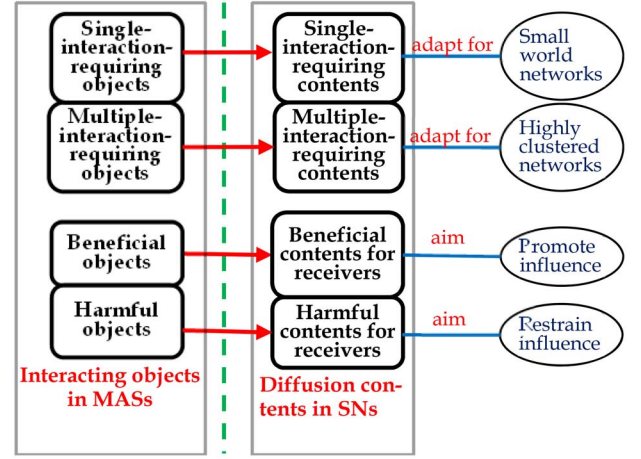 Single-
interaction-
requiring
objects
Single-
interaction-
requiring
contents
adapt for
Small
world
networks
Multiple-
interaction-
requiring
objects
Multiple-
interaction-
requiring
contents
adapt for
Highly
clustered
networks
Beneficial
objects
Beneficial
contents for
receivers
aim
Promote
influence
Harmful
objects
Harmful
contents for
receivers
aim
Restrain
influence
Interacting objects
in MASs
Diffusion con-
tents in SNs